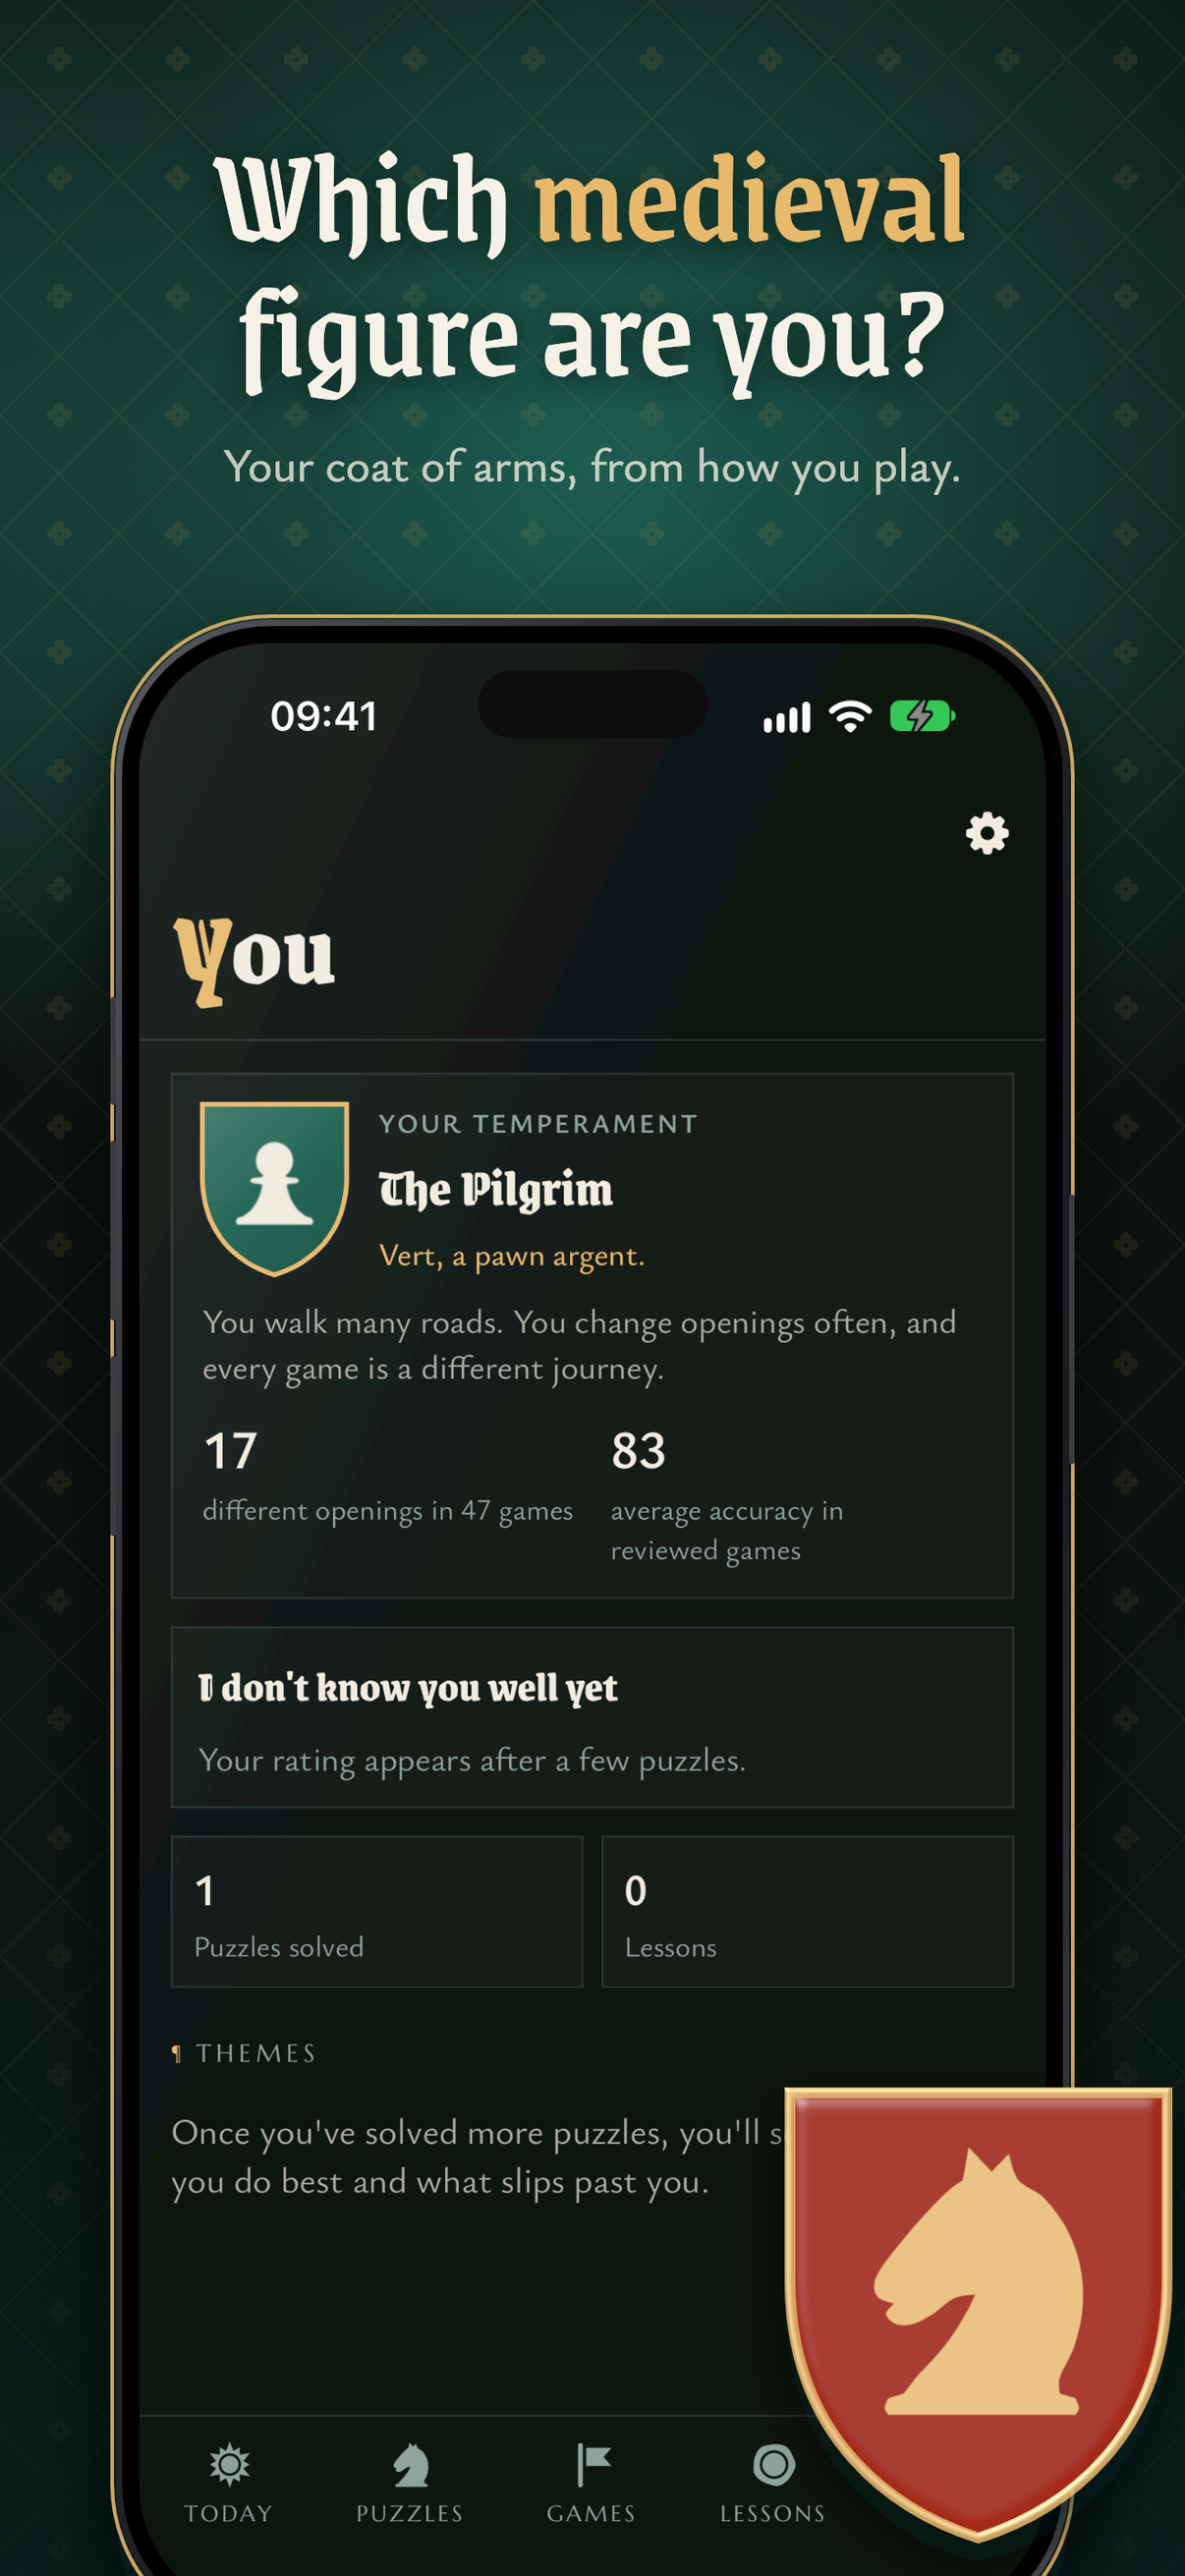 Which medieval
figure are you?
Your coat of arms, from how you play.
09:41
You
YOUR TEMPERAMENT
The Pilgrim
Vert, a pawn argent.
You walk many roads. You change openings often, and
every game is a different journey.
17
different openings in 47 games
83
average accuracy in
reviewed games
I don't know you well yet
Your rating appears after a few puzzles.
1
Puzzles solved
0
Lessons
¶ THEMES
Once you've solved more puzzles, you'll
you do best and what slips past you.
TODAY
PUZZLES
GAMES
LESSONS